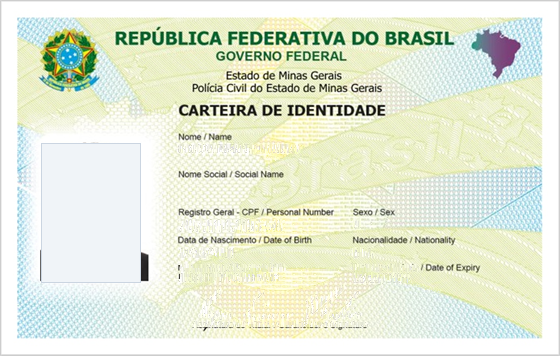 REPÚBLICA FEDERATIVA DO BRASIL
GOVERNO FEDERAL
Estado de Minas Gerais
Polícia Civil do Estado de Minas Gerais
CARTEIRA DE IDENTIDADE
Nome / Name
Nome Social / Social Name
Brasil
Registro Geral - CPF / Personal Number Sexo / Sex
Data de Nascimento / Date of Birth Nacionalidade / Nationality
/ Date of Expiry